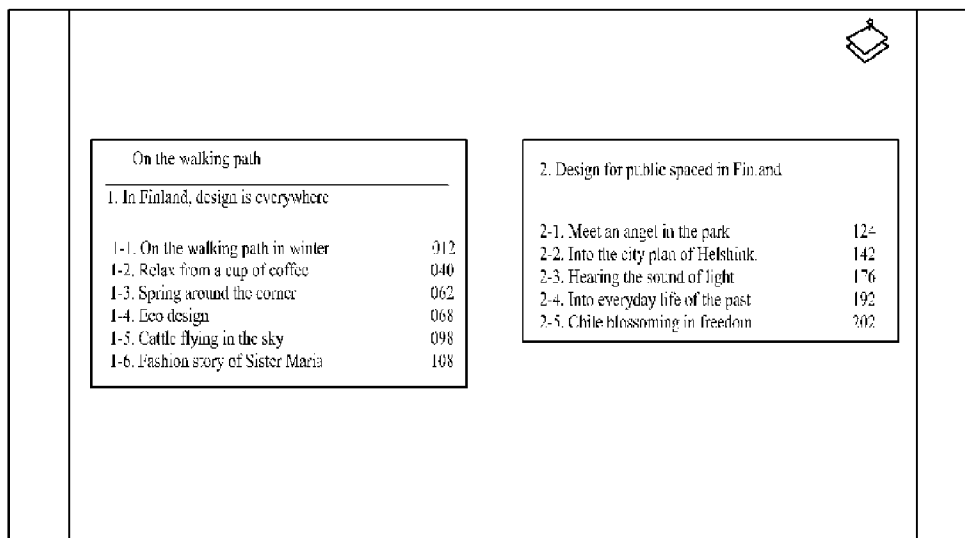 On the walking path
1. In Finland, design is everywhere
1-1. On the walking path in winter 012
1-2. Relax from a cup of coffee 040
1-3. Spring around the corner 062
1-4. Eco design 068
1-5. Cattle flying in the sky 098
1-6. Fashion story of Sister Maria 108
2. Design for public spaced in Finland
2-1. Meet an angel in the park 124
2-2. Into the city plan of Helshink. 142
2-3. Hearing the sound of light 176
2-4. Into everyday life of the past 192
2-5. Chile blossoming in freedom 202